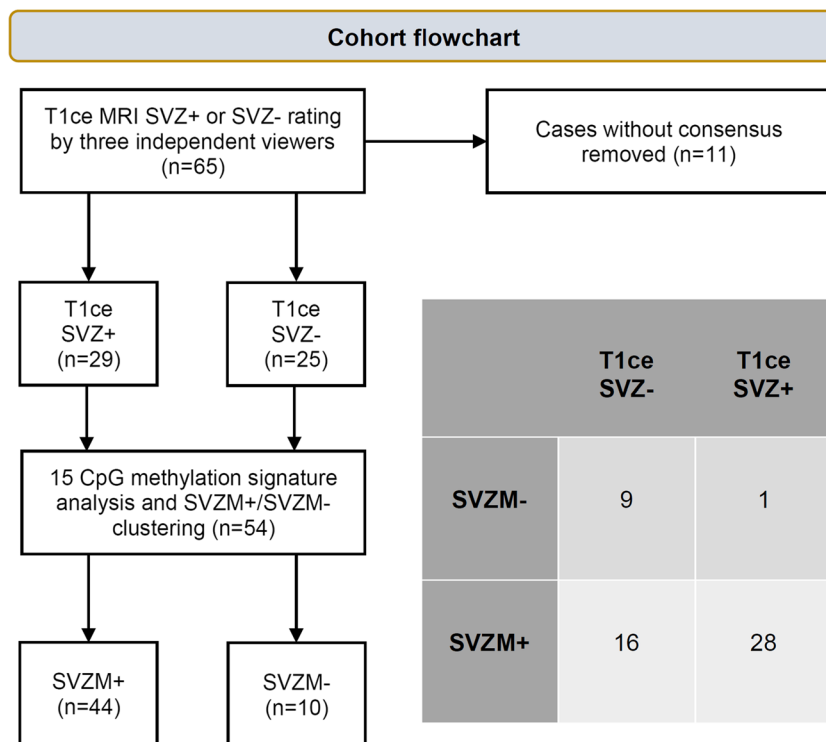 Cohort flowchart
T1ce MRI SVZ+ or SVZ- rating
by three independent viewers
(n=65)
Cases without consensus
removed (n=11)
T1ce
SVZ+
(n=29)
T1ce
SVZ-
(n=25)
15 CpG methylation signature
analysis and SVZM+/SVZM-
clustering (n=54)
SVZM+
(n=44)
SVZM-
(n=10)
T1ce
SVZ-
T1ce
SVZ+
SVZM- 9 1
SVZM+ 16 28